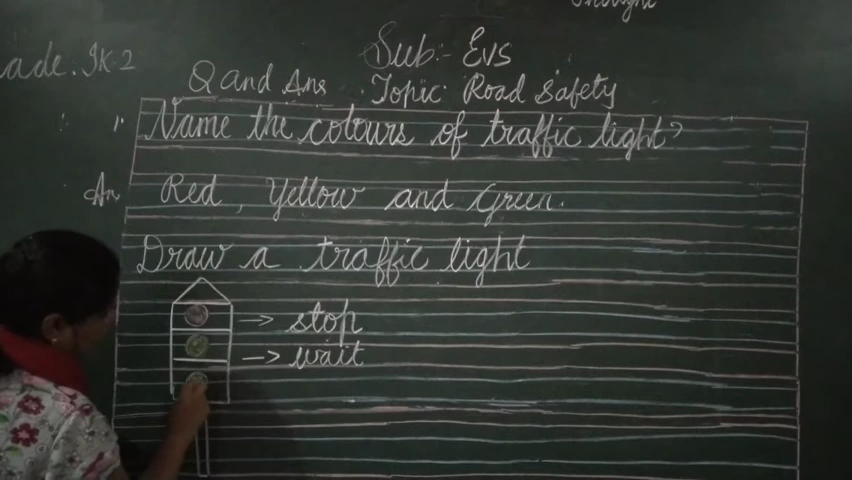 Thought
ade. Jk-2
Sub:- Evs
Q and Ans
Topic: Road Safety
1. Name the colours of traffic light?
An Red, Yellow and Green.
Draw a traffic light
→ stop
→ wait